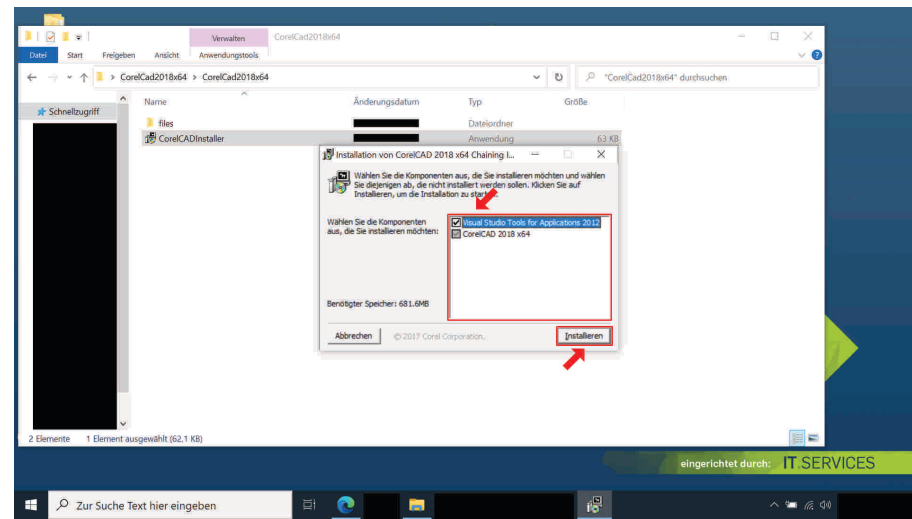 Verwalten
CorelCad2018x64
Datei Start Freigeben Ansicht Anwendungstools
CorelCad2018x64 > CorelCad2018x64
"CorelCad2018x64" durchsuchen
Schnellzugriff
Name Änderungsdatum Typ Größe
files Dateiordner
CorelCADInstaller Anwendung 63 KB
Installation von CorelCAD 2018 x64 Chaining I...
Wählen Sie die Komponenten aus, die Sie installieren möchten und wählen
Sie diejenigen ab, die nicht installiert werden sollen. Klicken Sie auf
Installieren, um die Installation zu
Wählen Sie die Komponenten
aus, die Sie installieren möchten:
Visual Studio Tools for Applications 2012
CorelCAD 2018 x64
Benötigter Speicher: 681.6MB
Abbrechen © 2017 Corel Corporation. Installieren
2 Elemente 1 Element ausgewählt (62,1 KB)
eingerichtet durch: IT.SERVICES
Zur Suche Text hier eingeben